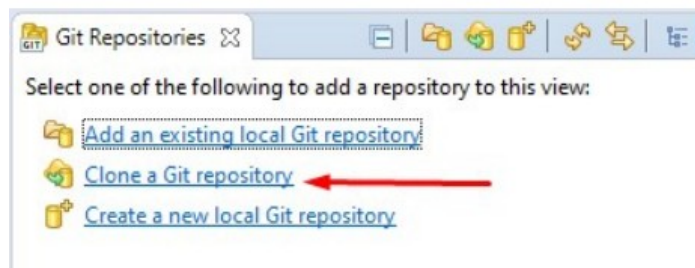 GIT Git Repositories
Select one of the following to add a repository to this view:
Add an existing local Git repository
Clone a Git repository
Create a new local Git repository